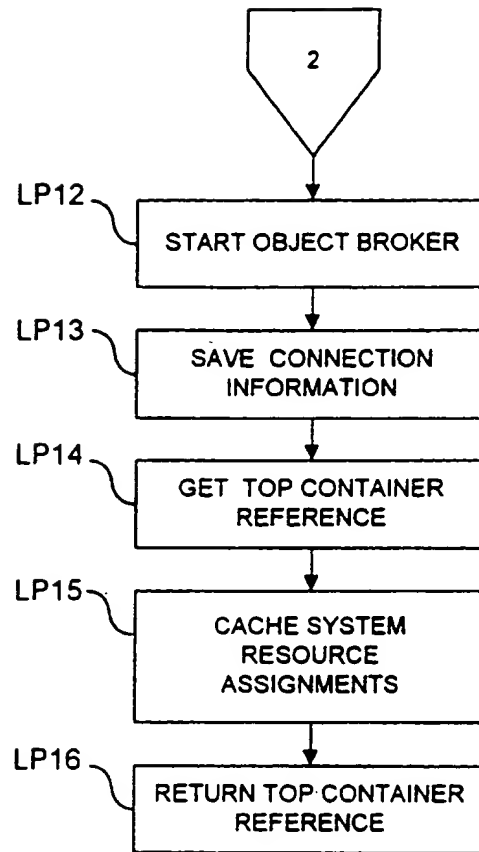 2
LP12
START OBJECT BROKER
LP13
SAVE CONNECTION
INFORMATION
LP14
GET TOP CONTAINER
REFERENCE
LP15
CACHE SYSTEM
RESOURCE
ASSIGNMENTS
LP16
RETURN TOP CONTAINER
REFERENCE